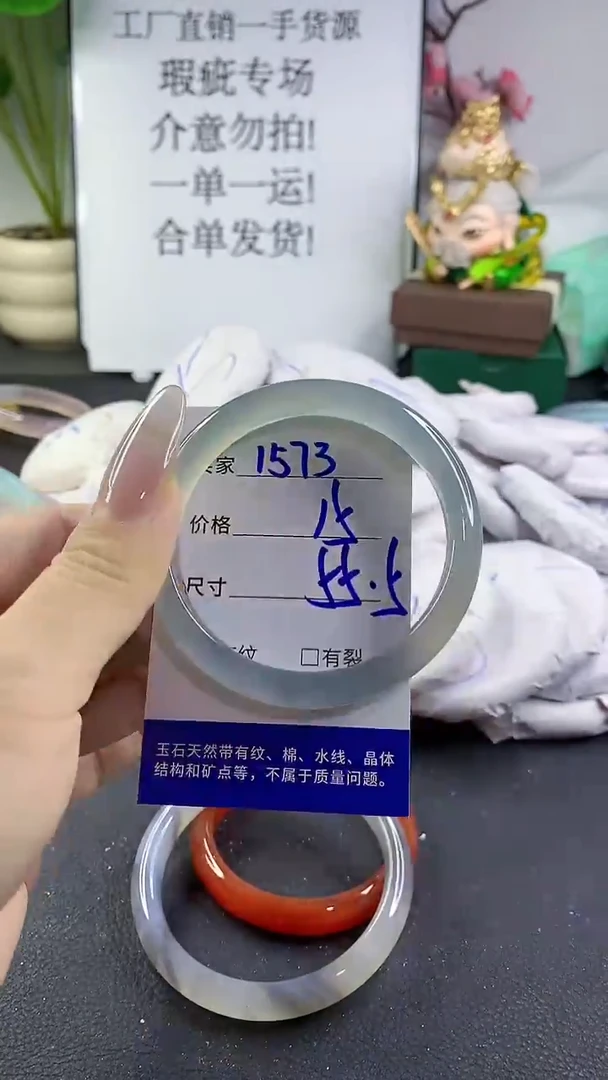 工厂直销一手货源
瑕疵专场
介意勿拍!
一单一运!
合单发货!
家 1573
价格
尺寸 55.5
纹 □有裂
玉石天然带有纹、棉、水线、晶体
结构和矿点等，不属于质量问题。